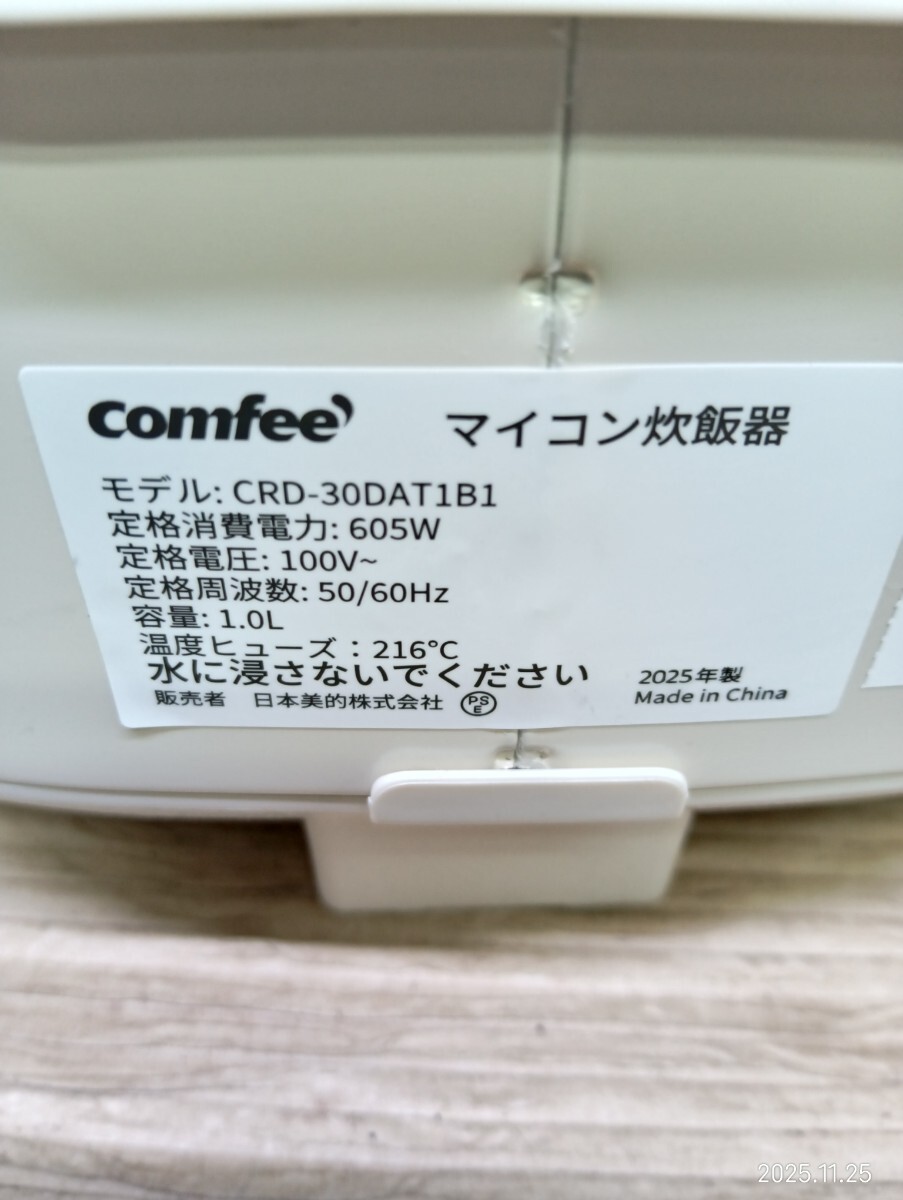 comfee'
マイコン炊飯器
モデル: CRD-30DAT1B1
定格消費電力: 605W
定格電圧: 100V~
定格周波数: 50/60Hz
容量: 1.0L
温度ヒューズ：216℃
水に浸さないでください
2025年製
販売者 日本美的株式会社 PSE
Made in China
2025.11.25